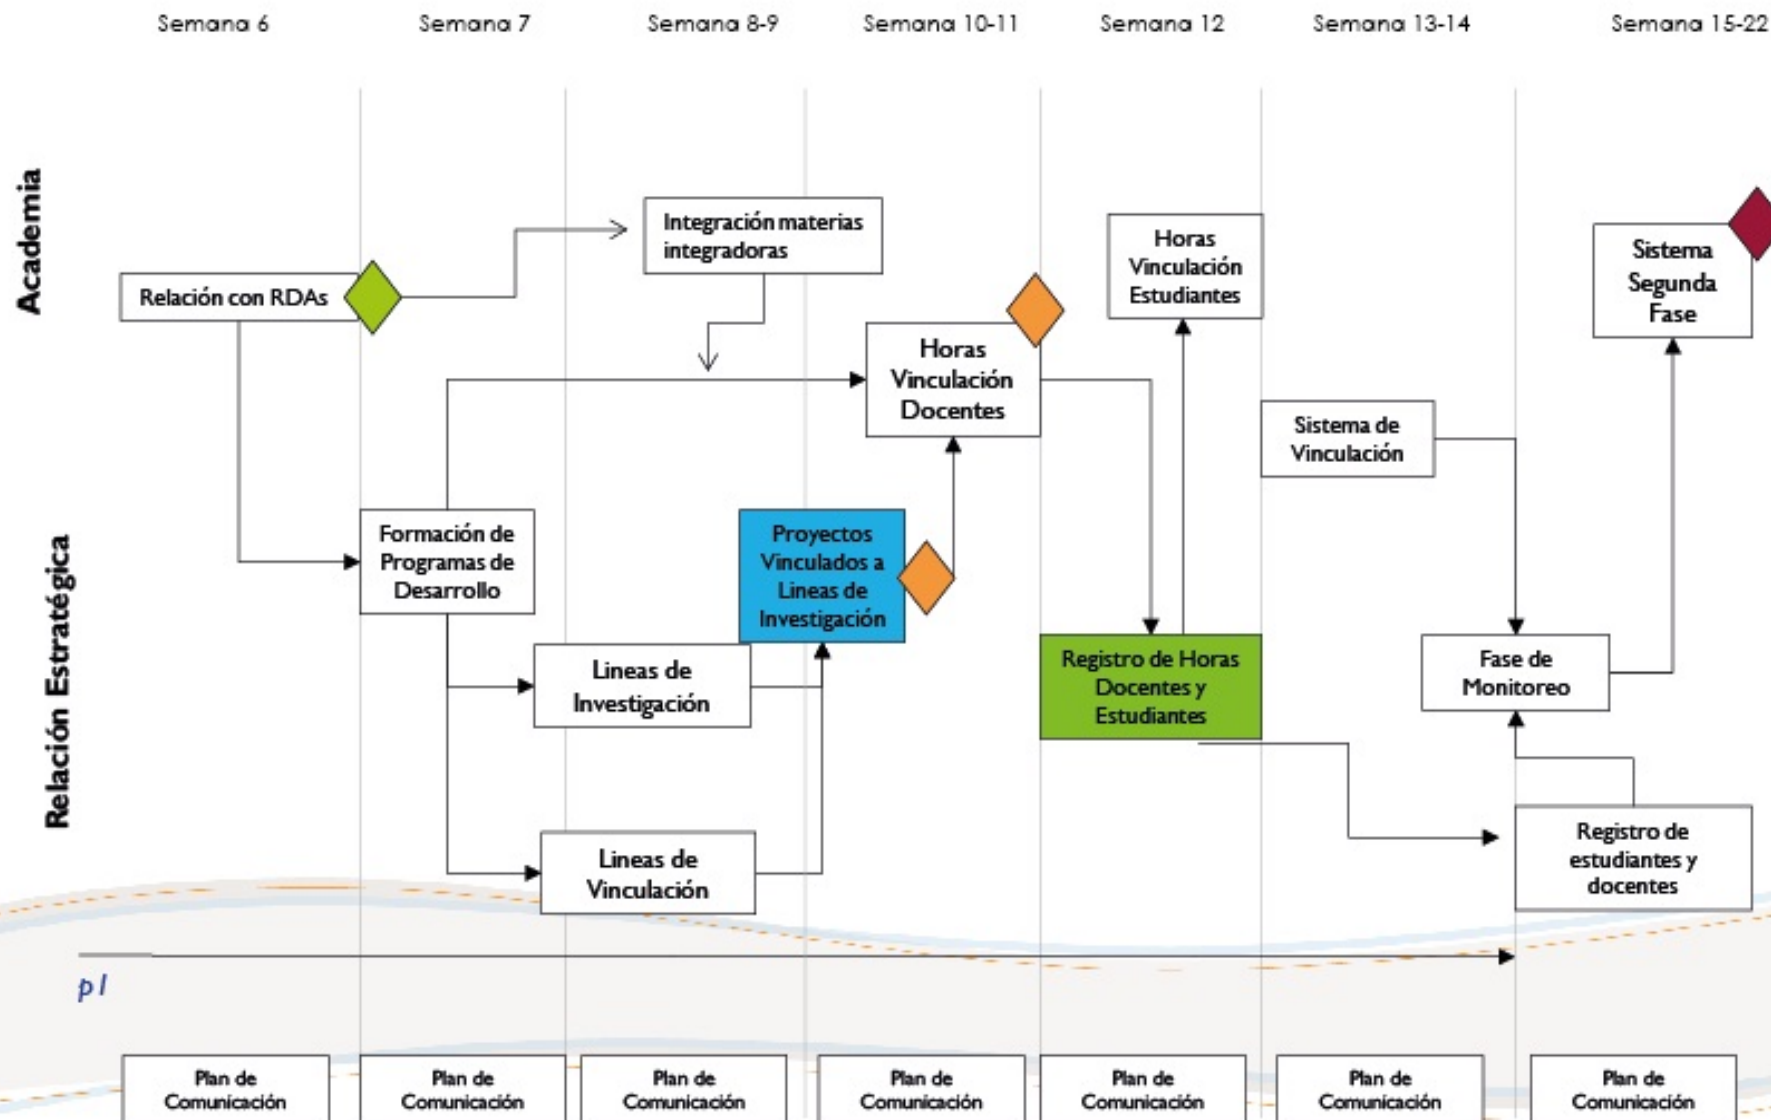 Semana 6
Semana 7
Semana 8-9
Semana 10-11
Semana 12
Semana 13-14
Semana 15-22
Academia
Relación con RDAs
Integración materias
integradoras
Horas
Vinculación
Docentes
Horas
Vinculación
Estudiantes
Sistema de
Vinculación
Sistema
Segunda
Fase
Relación Estratégica
Formación de
Programas de
Desarrollo
Proyectos
Vinculados a
Lineas de
Investigación
Lineas de
Investigación
Lineas de
Vinculación
Registro de Horas
Docentes y
Estudiantes
Fase de
Monitoreo
Registro de
estudiantes y
docentes
p1
Plan de
Comunicación
Plan de
Comunicación
Plan de
Comunicación
Plan de
Comunicación
Plan de
Comunicación
Plan de
Comunicación
Plan de
Comunicación